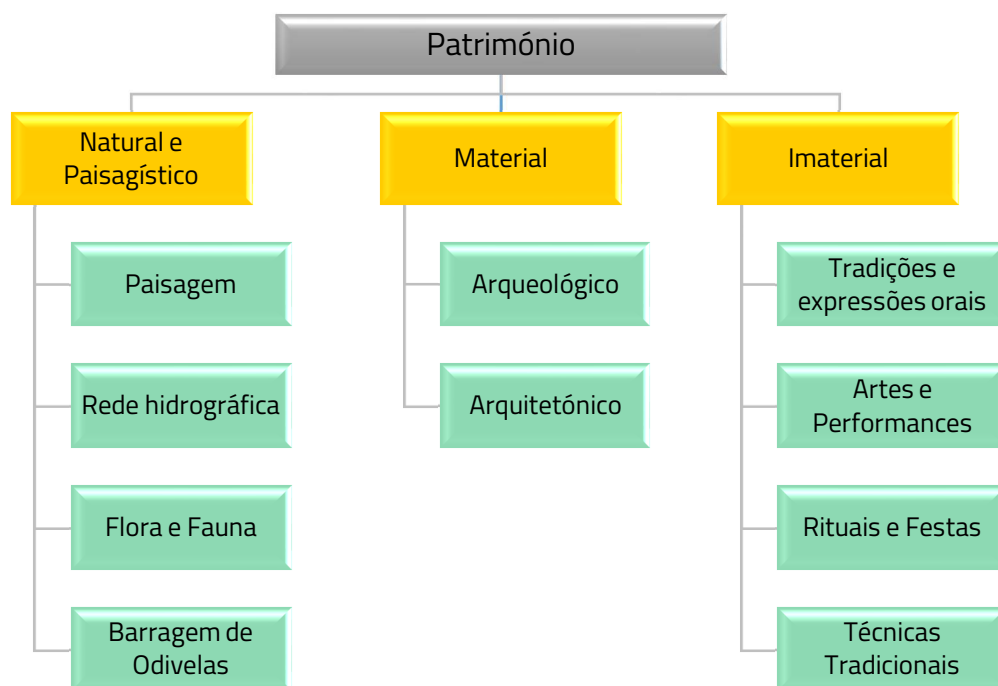 Património
Natural e
Paisagístico
Paisagem
Rede hidrográfica
Flora e Fauna
Barragem de
Odivelas
Material
Arqueológico
Arquitetónico
Imaterial
Tradições e
expressões orais
Artes e
Performances
Rituais e Festas
Técnicas
Tradicionais